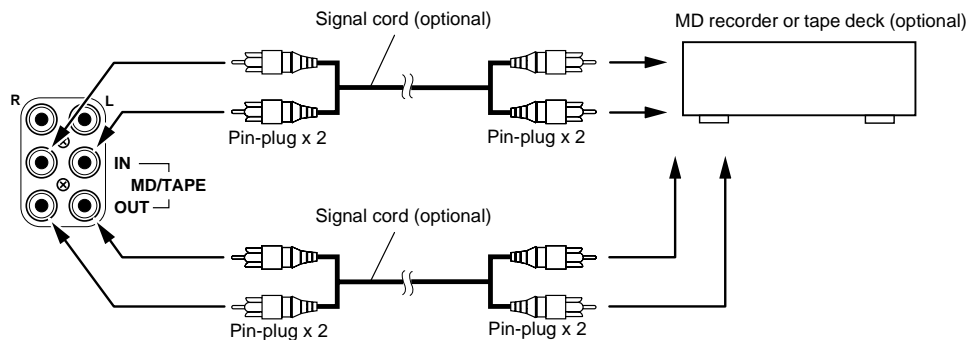 Signal cord (optional)
MD recorder or tape deck (optional)
R L
Pin-plug x 2
Pin-plug x 2
IN
MD/TAPE
OUT
Signal cord (optional)
Pin-plug x 2
Pin-plug x 2